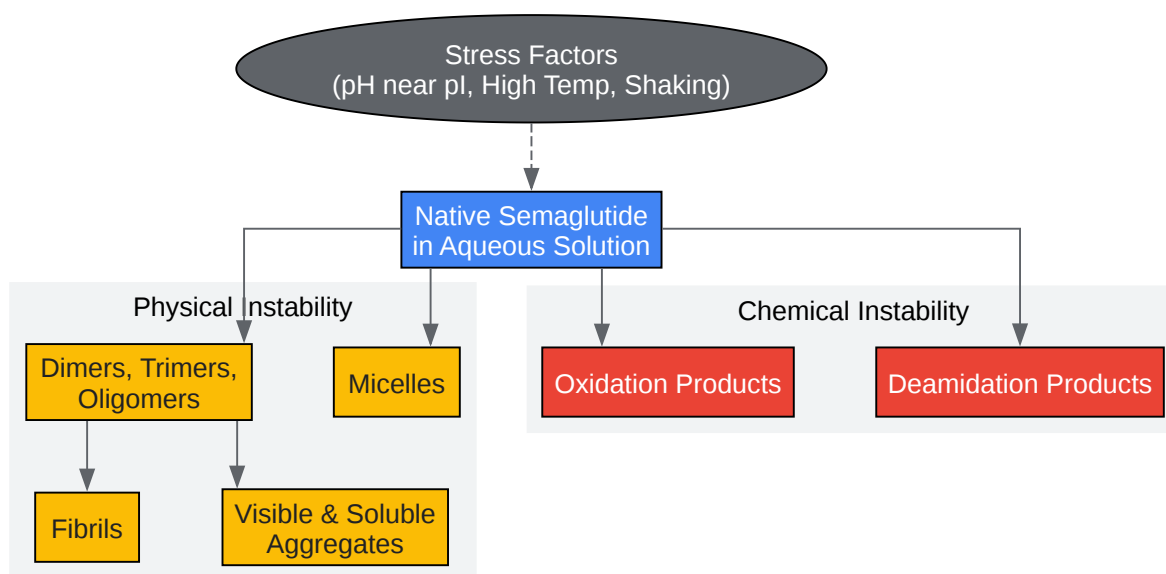 Stress Factors
(pH near pI, High Temp, Shaking)
Native Semaglutide
in Aqueous Solution
Physical Instability
Chemical Instability
Dimers, Trimers,
Oligomers
Micelles
Oxidation Products
Deamidation Products
Fibrils
Visible & Soluble
Aggregates